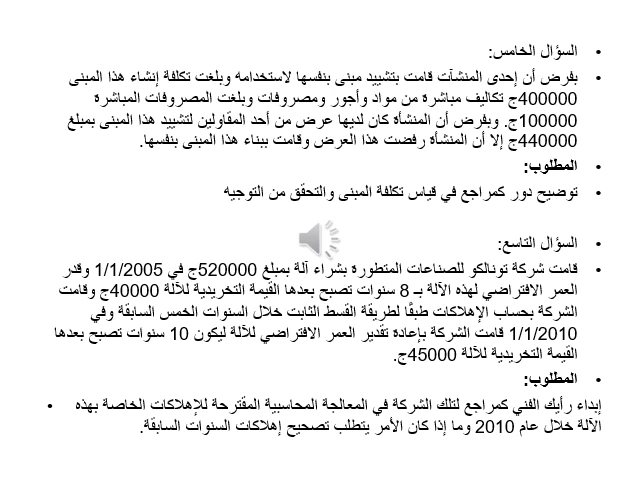 • السؤال الخامس:
• بفرض أن إحدى المنشآت قامت بتشييد مبنى بنفسها لاستخدامه وبلغت تكلفة إنشاء هذا المبنى
400000ج تكاليف مباشرة من مواد وأجور ومصروفات وبلغت المصروفات المباشرة
100000ج. وبفرض أن المنشأة كان لديها عرض من أحد المقاولين لتشييد هذا المبنى بمبلغ
440000ج إلا أن المنشأة رفضت هذا العرض وقامت ببناء هذا المبنى بنفسها.
• المطلوب:
• توضيح دور كمراجع في قياس تكلفة المبنى والتحقق من التوجيه
• السؤال التاسع:
• قامت شركة تونالكو للصناعات المتطورة بشراء آلة بمبلغ 520000ج في 1/1/2005 وقدر
العمر الافتراضي لهذه الآلة بـ 8 سنوات تصبح بعدها القيمة التخريدية للآلة 40000ج وقامت
الشركة بحساب الإهلاكات طبقًا لطريقة القسط الثابت خلال السنوات الخمس السابقة وفي
1/1/2010 قامت الشركة بإعادة تقدير العمر الافتراضي للآلة ليكون 10 سنوات تصبح بعدها
القيمة التخريدية للآلة 45000ج.
• المطلوب:
• إبداء رأيك الفني كمراجع لتلك الشركة في المعالجة المحاسبية المقترحة للإهلاكات الخاصة بهذه
الآلة خلال عام 2010 وما إذا كان الأمر يتطلب تصحيح إهلاكات السنوات السابقة.